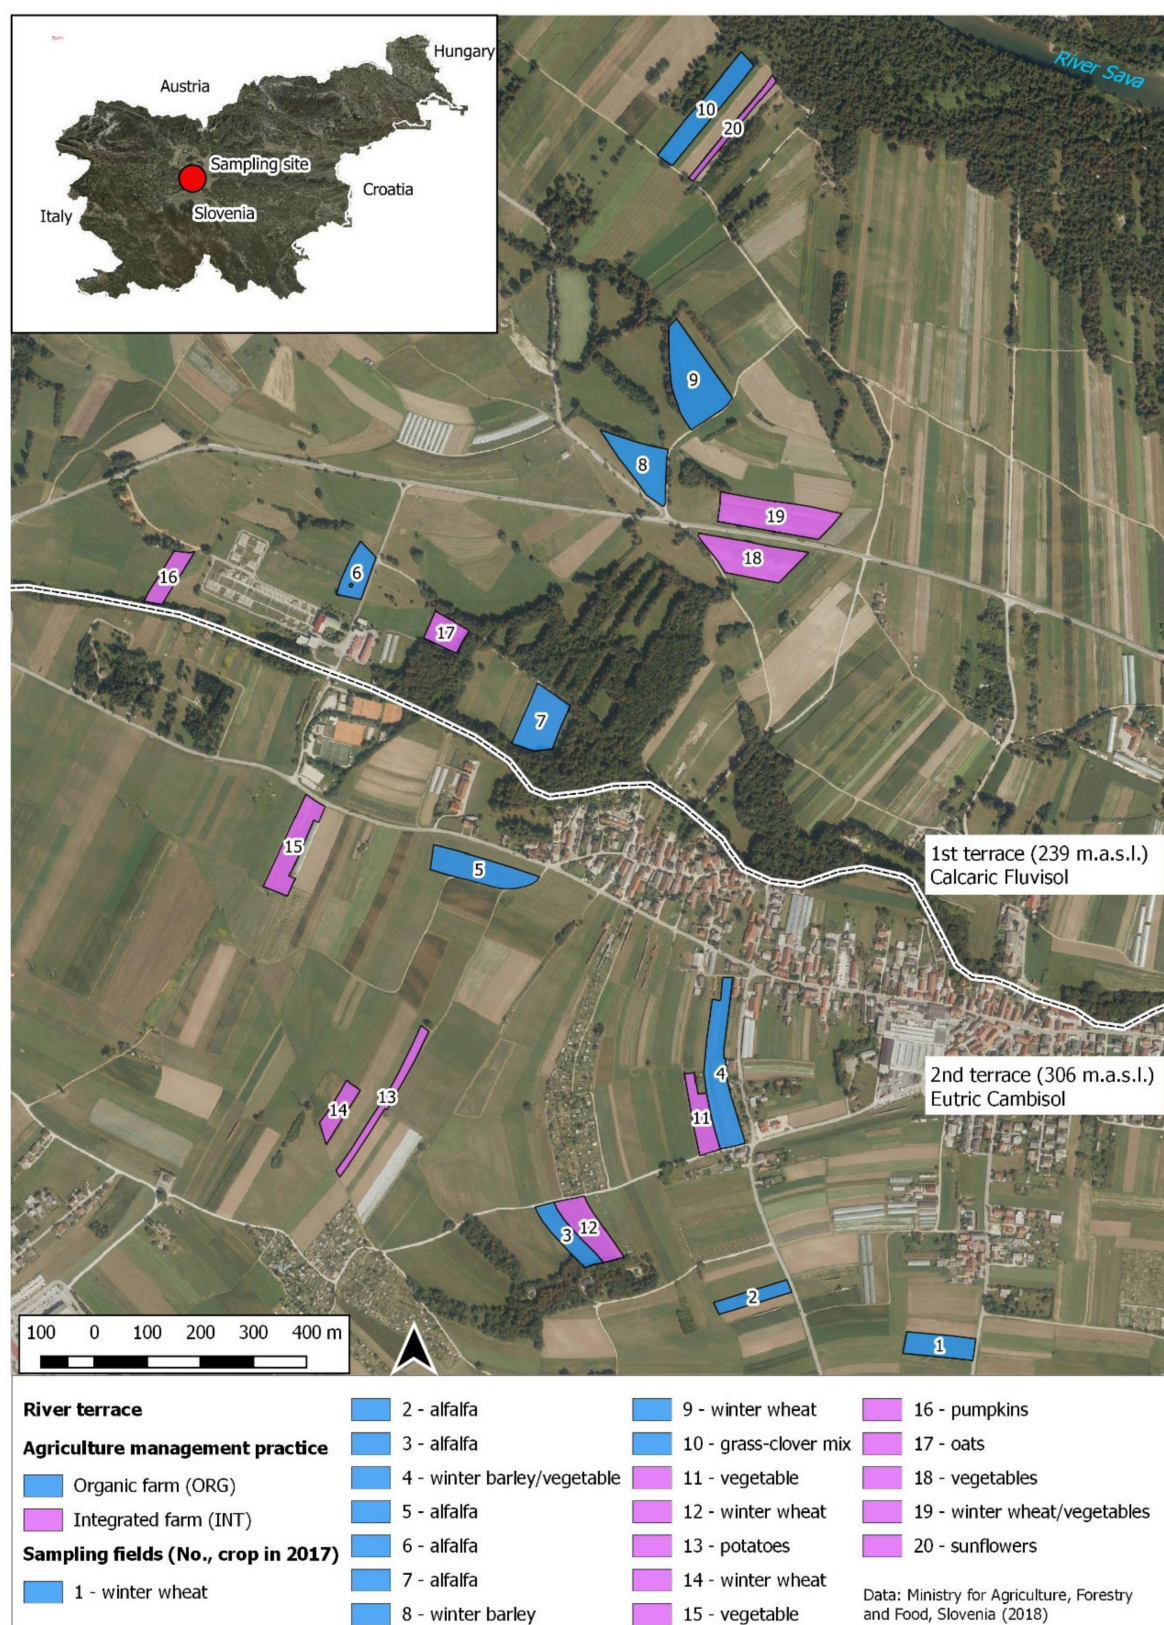 Hungary
Austria
Sampling site
Croatia
Italy
Slovenia
River Sava
10
20
9
8
19
18
16
6
17
7
15
5
1st terrace (239 m.a.s.l.)
Calcaric Fluvisol
2nd terrace (306 m.a.s.l.)
Eutric Cambisol
4
13
14
11
12
3
2
1
100 0 100 200 300 400 m
River terrace
Agriculture management practice
Organic farm (ORG)
Integrated farm (INT)
Sampling fields (No., crop in 2017)
1 - winter wheat
2 - alfalfa
3 - alfalfa
4 - winter barley/vegetable
5 - alfalfa
6 - alfalfa
7 - alfalfa
8 - winter barley
9 - winter wheat
10 - grass-clover mix
11 - vegetable
12 - winter wheat
13 - potatoes
14 - winter wheat
15 - vegetable
16 - pumpkins
17 - oats
18 - vegetables
19 - winter wheat/vegetables
20 - sunflowers
Data: Ministry for Agriculture, Forestry
and Food, Slovenia (2018)